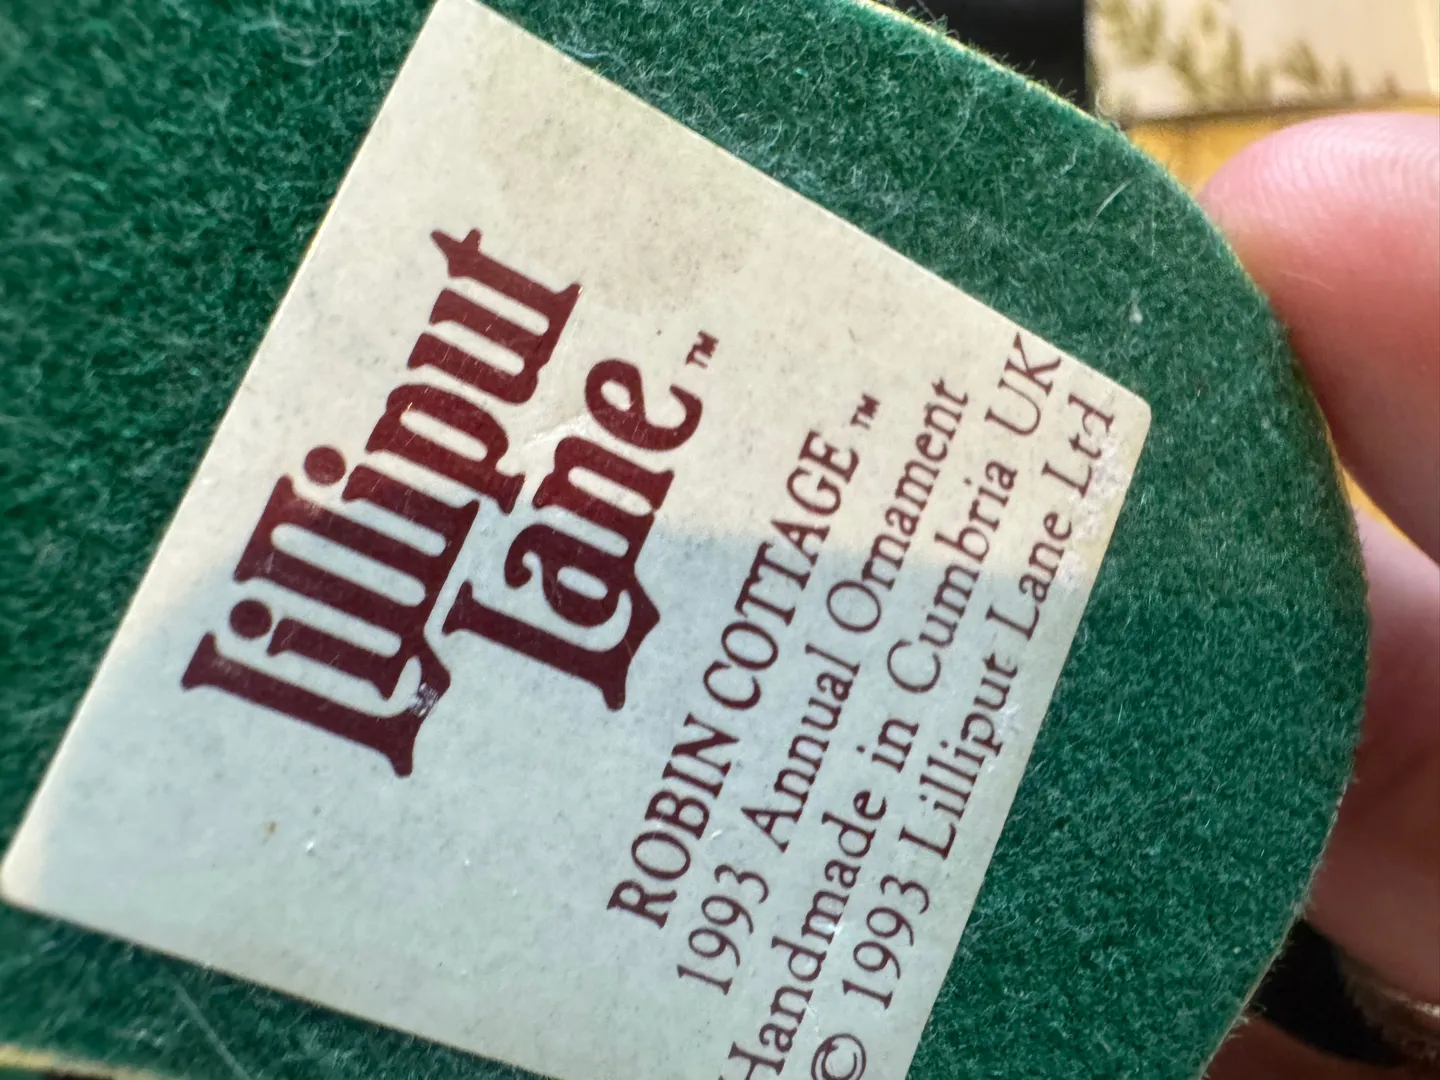 Lilliput
Lane™
ROBIN COTTAGE™
1993 Annual Ornament
Handmade in Cumbria UK
© 1993 Lilliput Lane Ltd